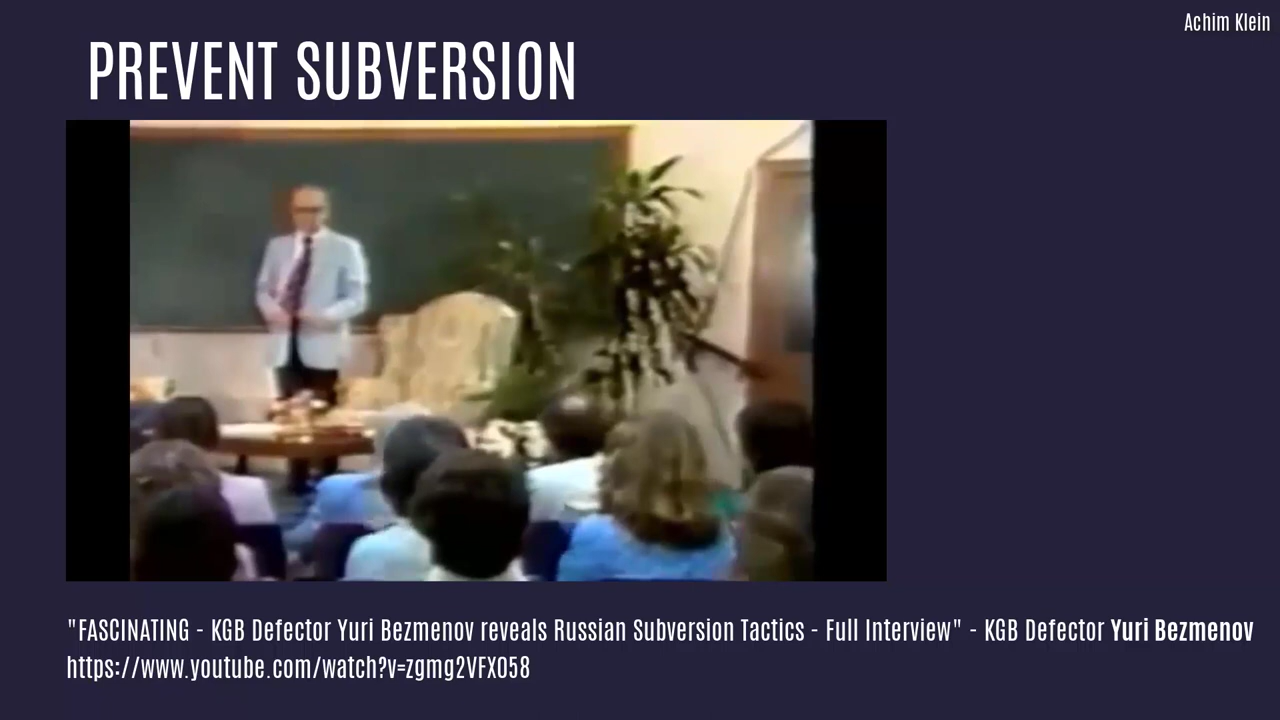 Achim Klein
PREVENT SUBVERSION
"FASCINATING - KGB Defector Yuri Bezmenov reveals Russian Subversion Tactics - Full Interview" - KGB Defector Yuri Bezmenov
https://www.youtube.com/watch?v=zgmg2VFXO58